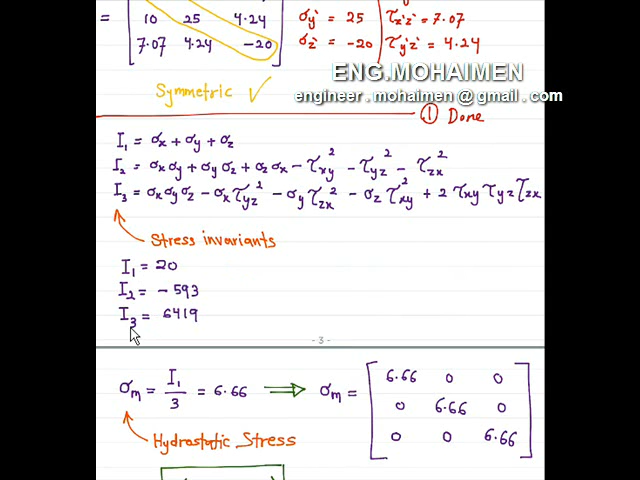 = 10 25 4.24 σy` = 25 τx`z` = 7.07
7.07 4.24 -20 σz` = -20 τy`z` = 4.24
ENG.MOHAIMEN
Symmetric ✓ engineer . mohaimen @ gmail . com
① Done
I₁ = σx + σy + σz
I₂ = σxσy + σyσz + σzσx - τxy² - τyz² - τzx²
I₃ = σxσyσz - σxτyz² - σyτzx² - σzτxy² + 2 τxy τyz τzx
Stress invariants
I₁ = 20
I₂ = -593
I₃ = 6419
- 3 -
σm = I₁/3 = 6.66 ⟹ σm = 6.66 0 0
0 6.66 0
0 0 6.66
Hydrostatic Stress